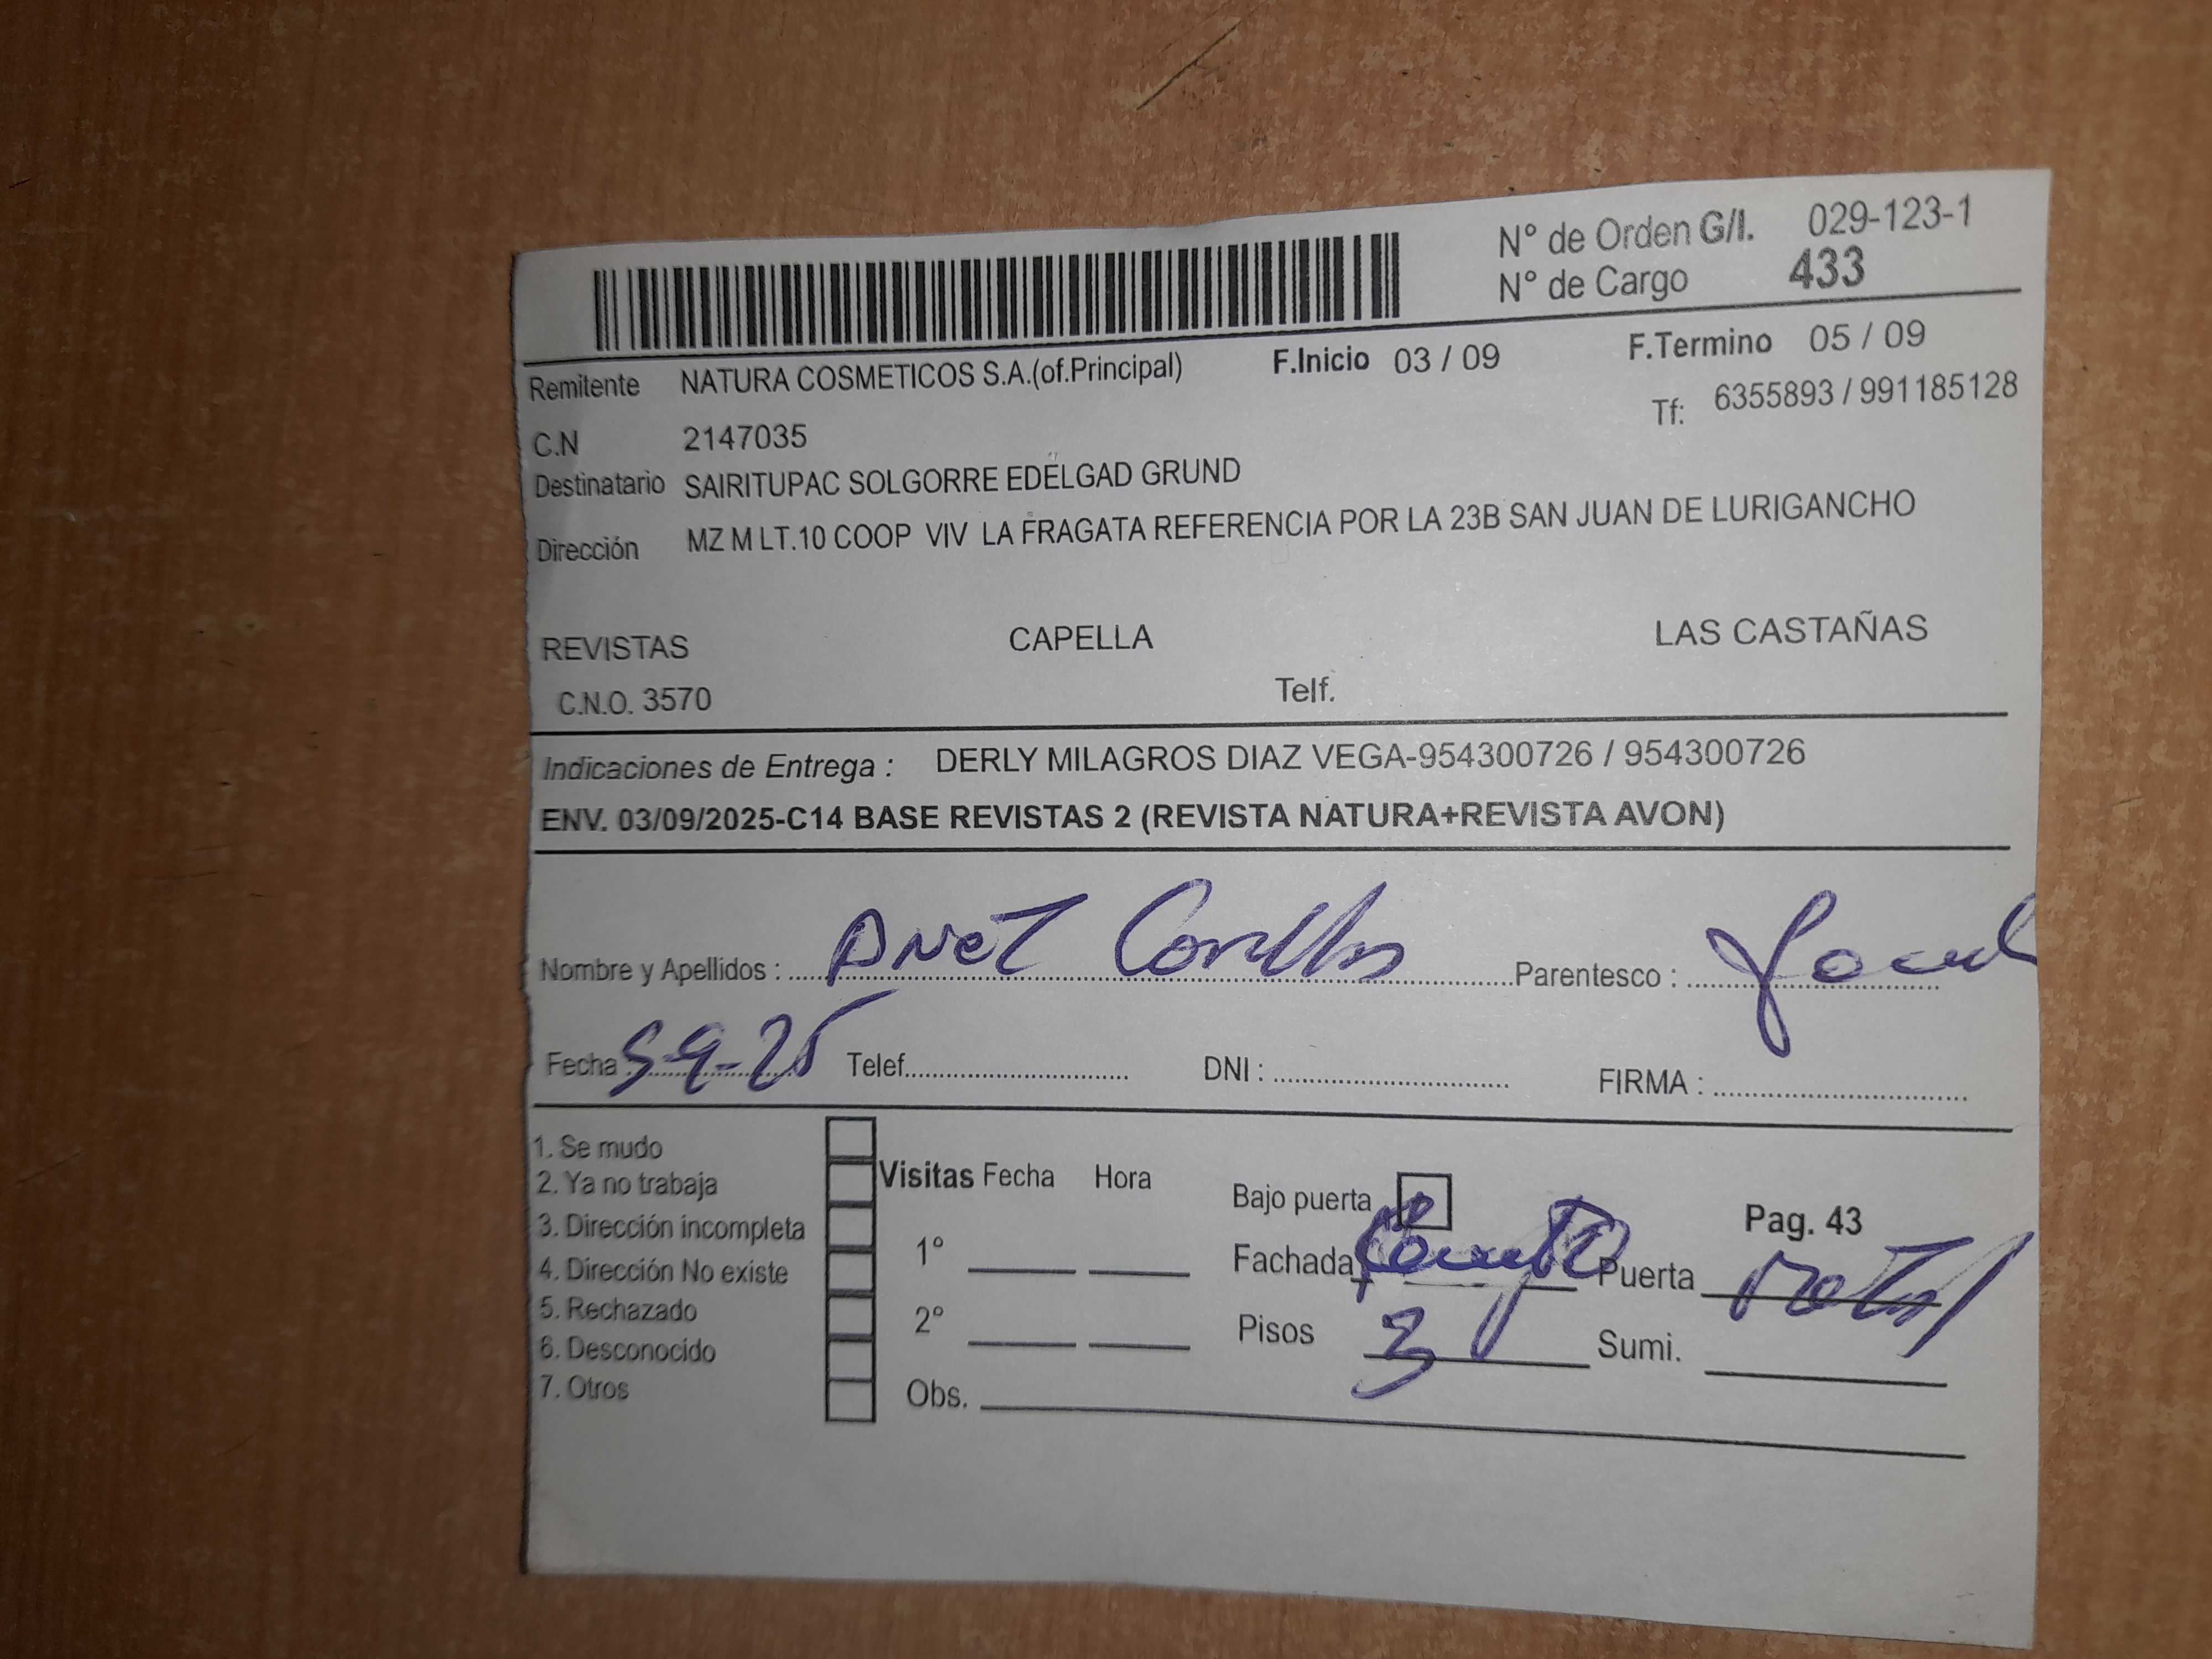 N° de Orden G/I. 029-123-1
N° de Cargo 433
Remitente NATURA COSMETICOS S.A.(of.Principal) F.Inicio 03 / 09 F.Termino 05 / 09
C.N 2147035 Tf: 6355893 / 991185128
Destinatario SAIRITUPAC SOLGORRE EDELGAD GRUND
Dirección MZ M LT.10 COOP VIV LA FRAGATA REFERENCIA POR LA 23B SAN JUAN DE LURIGANCHO
REVISTAS CAPELLA LAS CASTAÑAS
C.N.O. 3570 Telf.
Indicaciones de Entrega : DERLY MILAGROS DIAZ VEGA-954300726 / 954300726
ENV. 03/09/2025-C14 BASE REVISTAS 2 (REVISTA NATURA+REVISTA AVON)
Nombre y Apellidos : Parentesco :
Fecha : 5-9-25 Telef. DNI : FIRMA :
1. Se mudo
2. Ya no trabaja
3. Dirección incompleta
4. Dirección No existe
5. Rechazado
6. Desconocido
7. Otros
Visitas Fecha Hora
1°
2°
Obs.
Bajo puerta Pag. 43
Fachada Puerta metal
Pisos 3 Sumi.